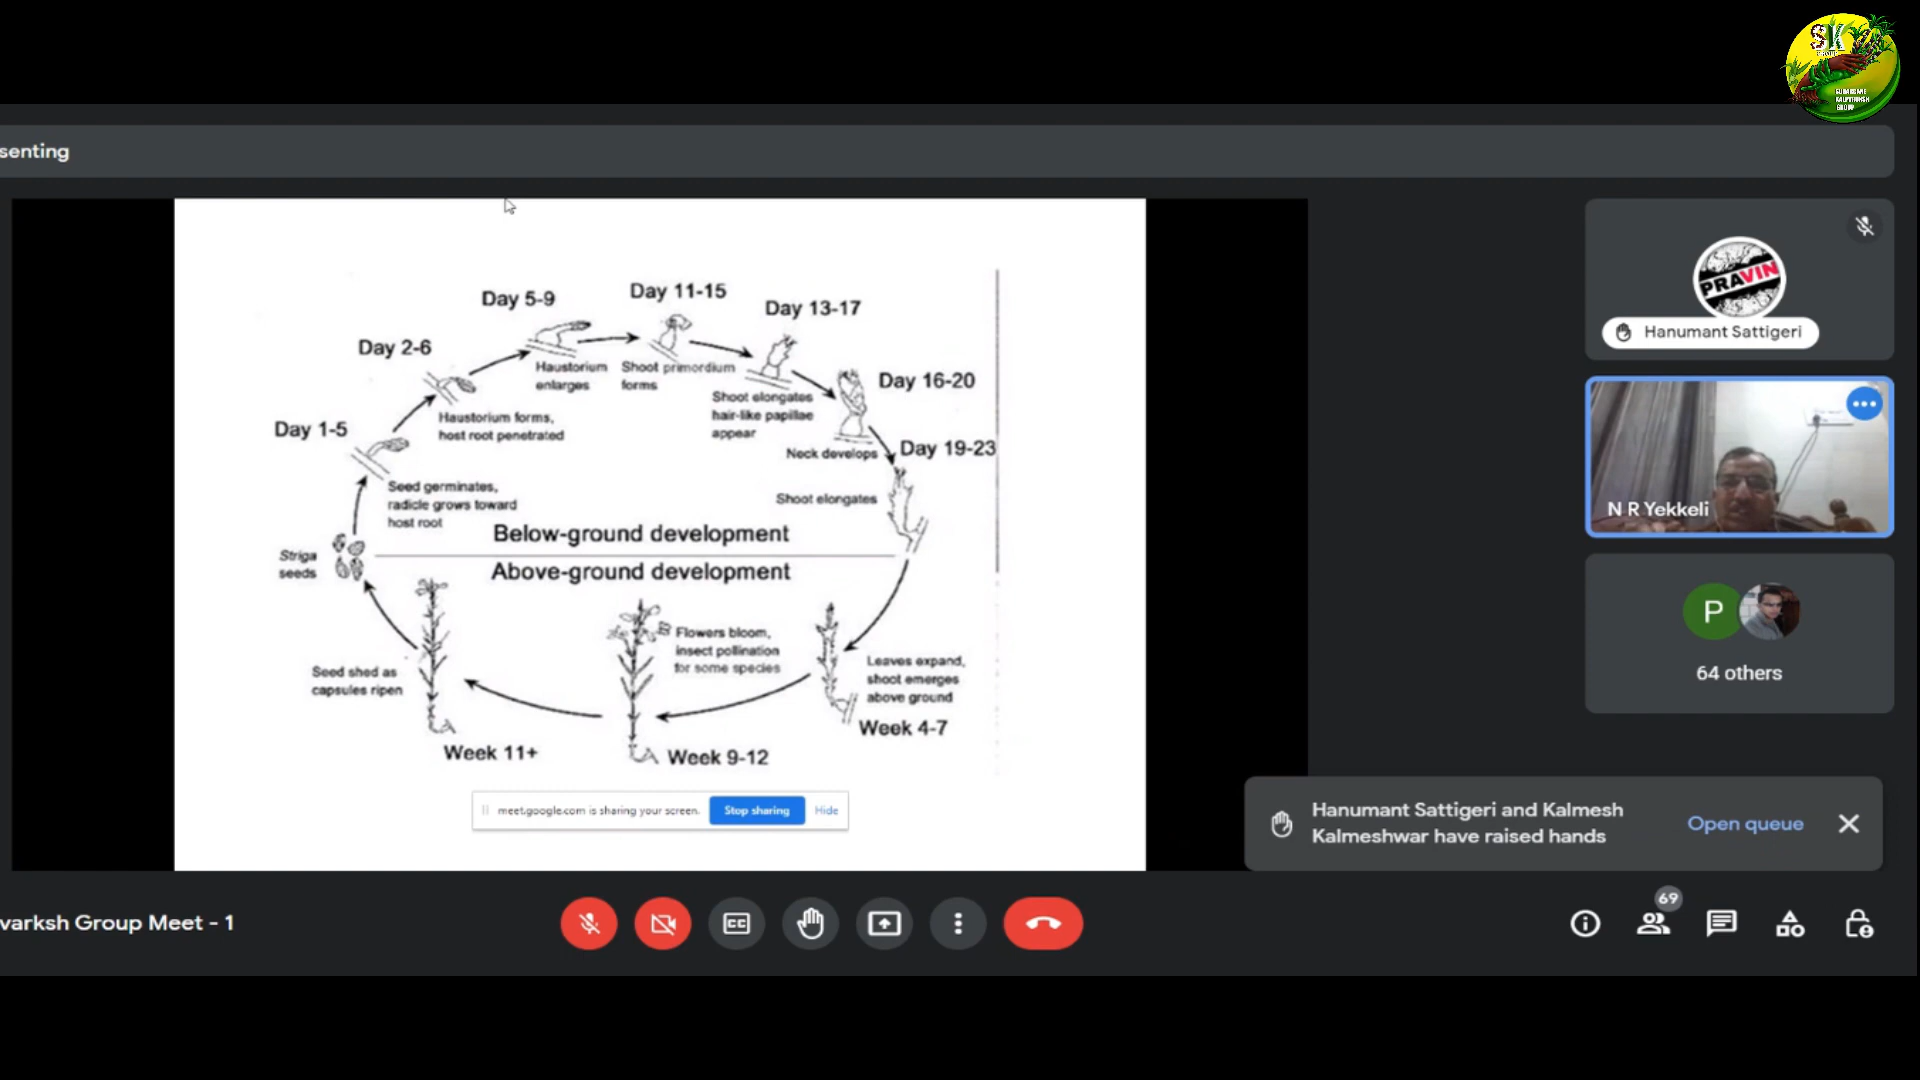 SK
senting
Day 5-9
Day 11-15
Day 13-17
Day 2-6
Haustorium
enlarges
Shoot primordium
forms
Day 16-20
Shoot elongates
hair-like papillae
appear
Haustorium forms,
host root penetrated
Day 1-5
Neck develops
Day 19-23
Seed germinates,
radicle grows toward
host root
Shoot elongates
Below-ground development
Striga
seeds
Above-ground development
Flowers bloom,
insect pollination
for some species
Leaves expand,
shoot emerges
above ground
Seed shed as
capsules ripen
Week 4-7
Week 11+
Week 9-12
meet.google.com is sharing your screen.
Stop sharing
Hide
PRAVIN
Hanumant Sattigeri
N R Yekkeli
P
64 others
Hanumant Sattigeri and Kalmesh
Kalmeshwar have raised hands
Open queue
varksh Group Meet - 1
CC
69